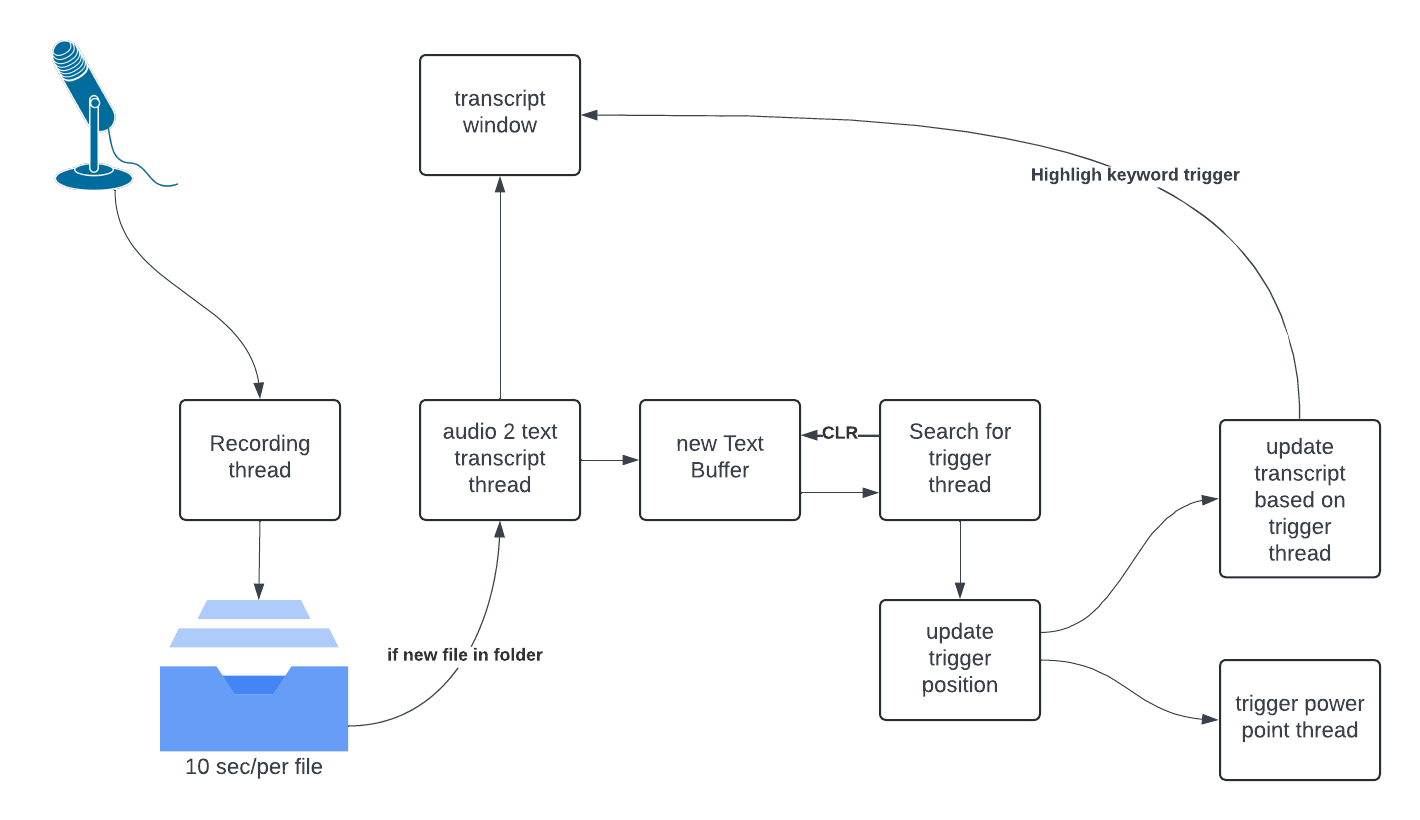 transcript
window
Highligh keyword trigger
Recording
thread
audio 2 text
transcript
thread
new Text
Buffer
CLR
Search for
trigger
thread
update
transcript
based on
trigger
thread
if new file in folder
update
trigger
position
trigger power
point thread
10 sec/per file